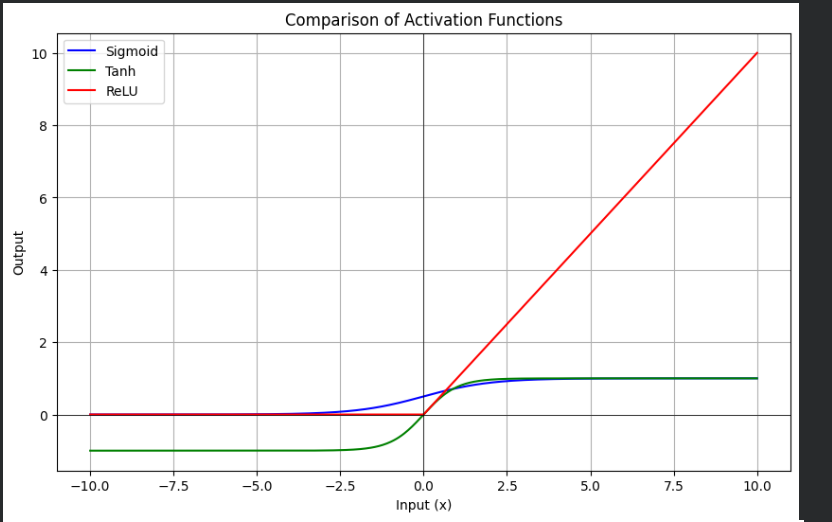 Comparison of Activation Functions
Sigmoid
Tanh
ReLU
10
8
6
4
2
0
Output
−10.0 −7.5 −5.0 −2.5 0.0 2.5 5.0 7.5 10.0
Input (x)